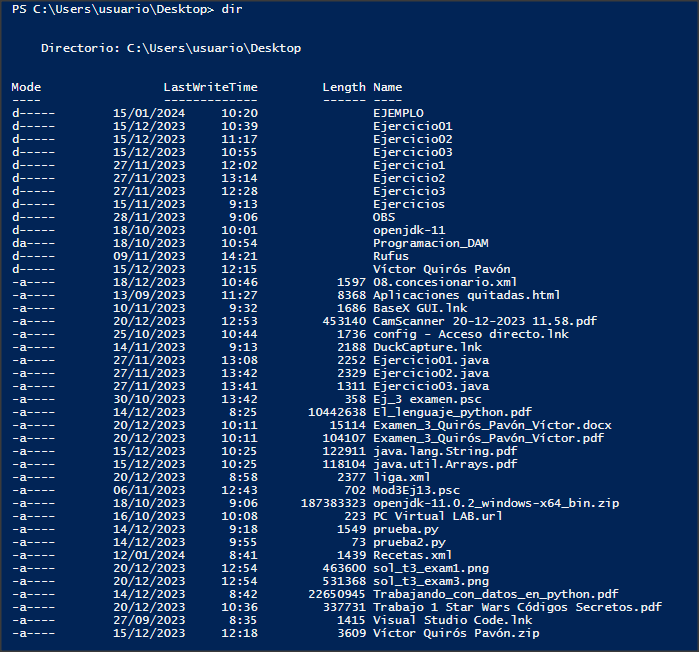 PS C:\Users\usuario\Desktop> dir
Directorio: C:\Users\usuario\Desktop
Mode LastWriteTime Length Name
---- ------------- ------ ----
d----- 15/01/2024 10:20 EJEMPLO
d----- 15/12/2023 10:39 Ejercicio01
d----- 15/12/2023 11:17 Ejercicio02
d----- 15/12/2023 10:55 Ejercicio03
d----- 27/11/2023 12:02 Ejercicio1
d----- 27/11/2023 13:14 Ejercicio2
d----- 27/11/2023 12:28 Ejercicio3
d----- 15/11/2023 9:13 Ejercicios
d----- 28/11/2023 9:06 OBS
d----- 18/10/2023 10:01 openjdk-11
da---- 18/10/2023 10:54 Programacion_DAM
d----- 09/11/2023 14:21 Rufus
d----- 15/12/2023 12:15 Víctor Quirós Pavón
-a---- 18/12/2023 10:46 1597 08.concesionario.xml
-a---- 13/09/2023 11:27 8368 Aplicaciones quitadas.html
-a---- 10/11/2023 9:32 1686 BaseX GUI.lnk
-a---- 20/12/2023 12:53 453140 CamScanner 20-12-2023 11.58.pdf
-a---- 25/10/2023 10:44 1736 config - Acceso directo.lnk
-a---- 14/11/2023 9:13 2188 DuckCapture.lnk
-a---- 27/11/2023 13:08 2252 Ejercicio01.java
-a---- 27/11/2023 13:42 2329 Ejercicio02.java
-a---- 27/11/2023 13:41 1311 Ejercicio03.java
-a---- 30/10/2023 13:42 358 Ej_3 examen.psc
-a---- 14/12/2023 8:25 10442638 El_lenguaje_python.pdf
-a---- 20/12/2023 10:11 15114 Examen_3_Quirós_Pavón_Víctor.docx
-a---- 20/12/2023 10:11 104107 Examen_3_Quirós_Pavón_Víctor.pdf
-a---- 15/12/2023 10:25 122911 java.lang.String.pdf
-a---- 15/12/2023 10:25 118104 java.util.Arrays.pdf
-a---- 20/12/2023 8:58 2377 liga.xml
-a---- 06/11/2023 12:43 702 Mod3Ej13.psc
-a---- 18/10/2023 9:06 187383323 openjdk-11.0.2_windows-x64_bin.zip
-a---- 16/10/2023 10:08 223 PC Virtual LAB.url
-a---- 14/12/2023 9:18 1549 prueba.py
-a---- 14/12/2023 9:55 73 prueba2.py
-a---- 12/01/2024 8:41 1439 Recetas.xml
-a---- 20/12/2023 12:54 463600 sol_t3_exam1.png
-a---- 20/12/2023 12:54 531368 sol_t3_exam3.png
-a---- 14/12/2023 8:42 22650945 Trabajando_con_datos_en_python.pdf
-a---- 20/12/2023 10:36 337731 Trabajo 1 Star Wars Códigos Secretos.pdf
-a---- 27/09/2023 8:35 1415 Visual Studio Code.lnk
-a---- 15/12/2023 12:18 3609 Víctor Quirós Pavón.zip